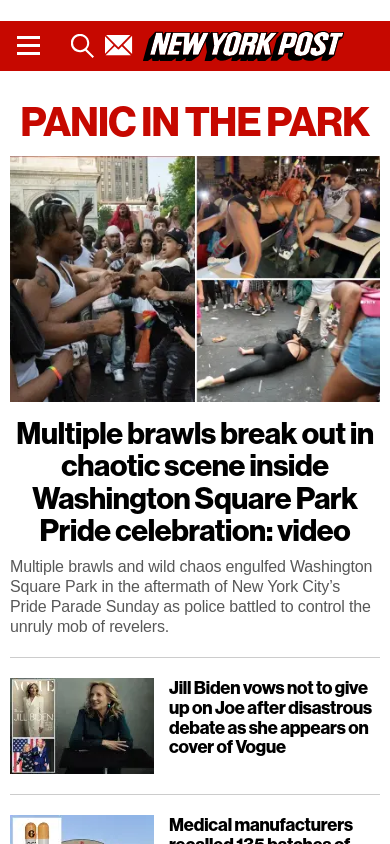 NEW YORK POST
PANIC IN THE PARK
Multiple brawls break out in
chaotic scene inside
Washington Square Park
Pride celebration: video
Multiple brawls and wild chaos engulfed Washington
Square Park in the aftermath of New York City’s
Pride Parade Sunday as police battled to control the
unruly mob of revelers.
VOGUE
JILL BIDEN
Jill Biden vows not to give
up on Joe after disastrous
debate as she appears on
cover of Vogue
Medical manufacturers
recalled 135 batches of